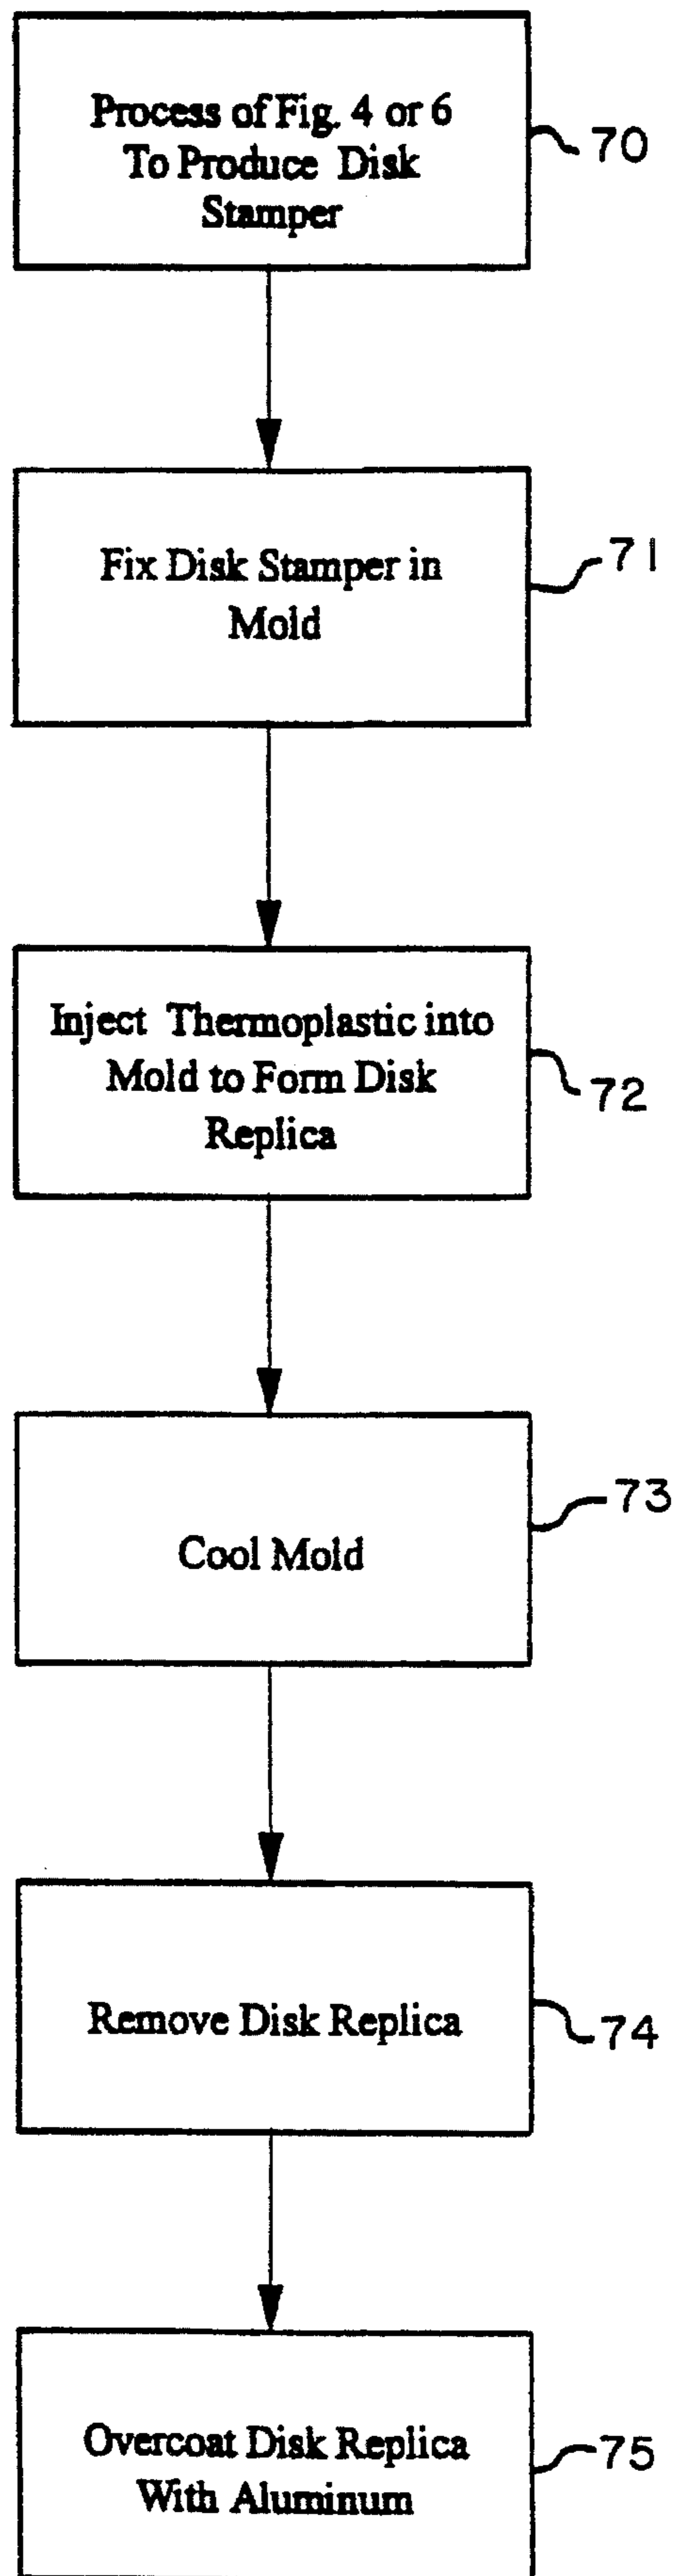 Process of Fig. 4 or 6
To Produce Disk
Stamper
70
Fix Disk Stamper in
Mold
71
Inject Thermoplastic into
Mold to Form Disk
Replica
72
Cool Mold
73
Remove Disk Replica
74
Overcoat Disk Replica
With Aluminum
75